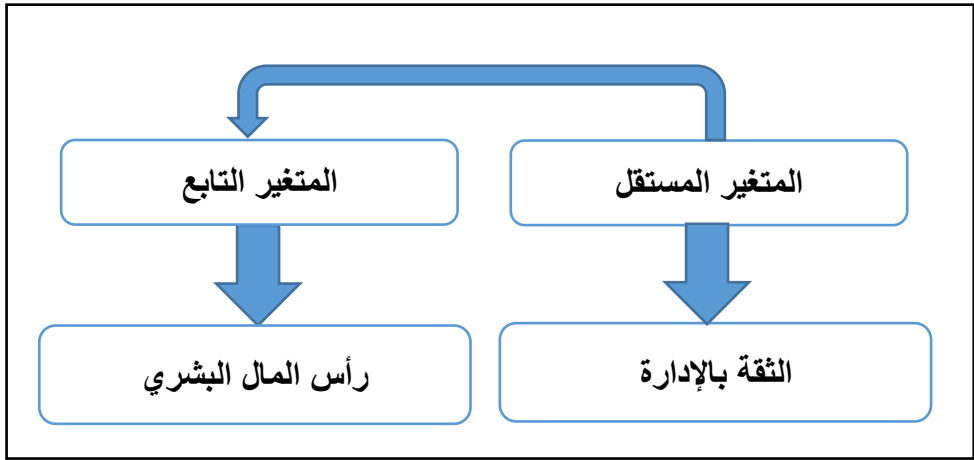 المتغير المستقل
المتغير التابع
الثقة بالإدارة
رأس المال البشري